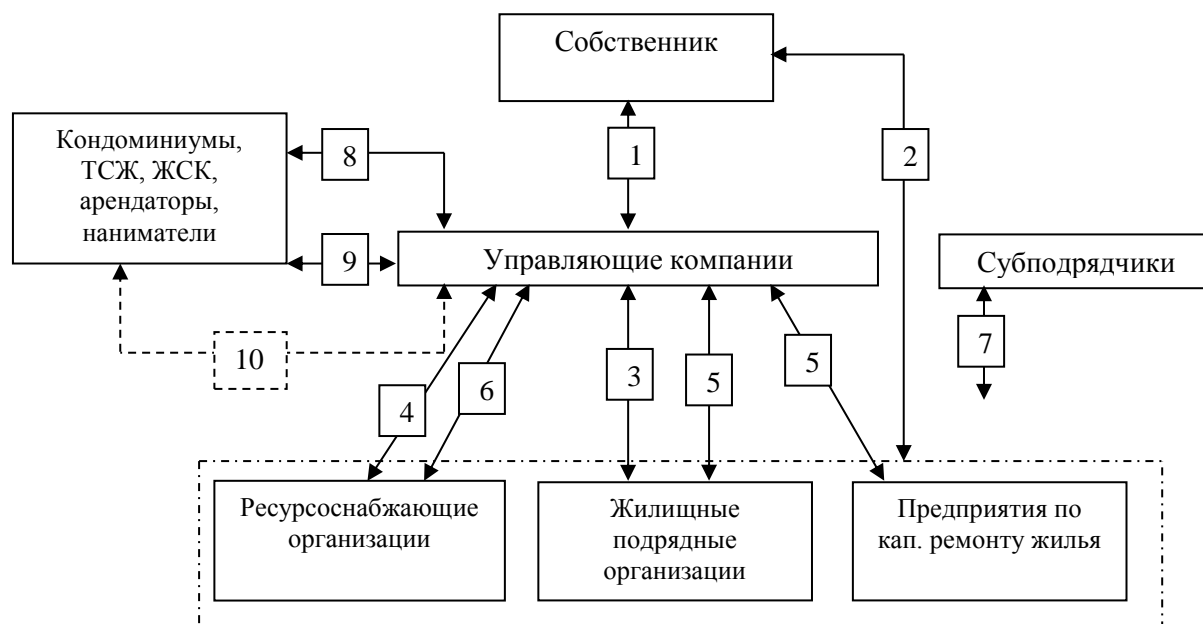 Собственник
Кондоминиумы,
ТСЖ, ЖСК,
арендаторы,
наниматели
8
1
2
9
Управляющие компании
Субподрядчики
10
4
6
3
5
5
7
Ресурсоснабжающие
организации
Жилищные
подрядные
организации
Предприятия по
кап. ремонту жилья